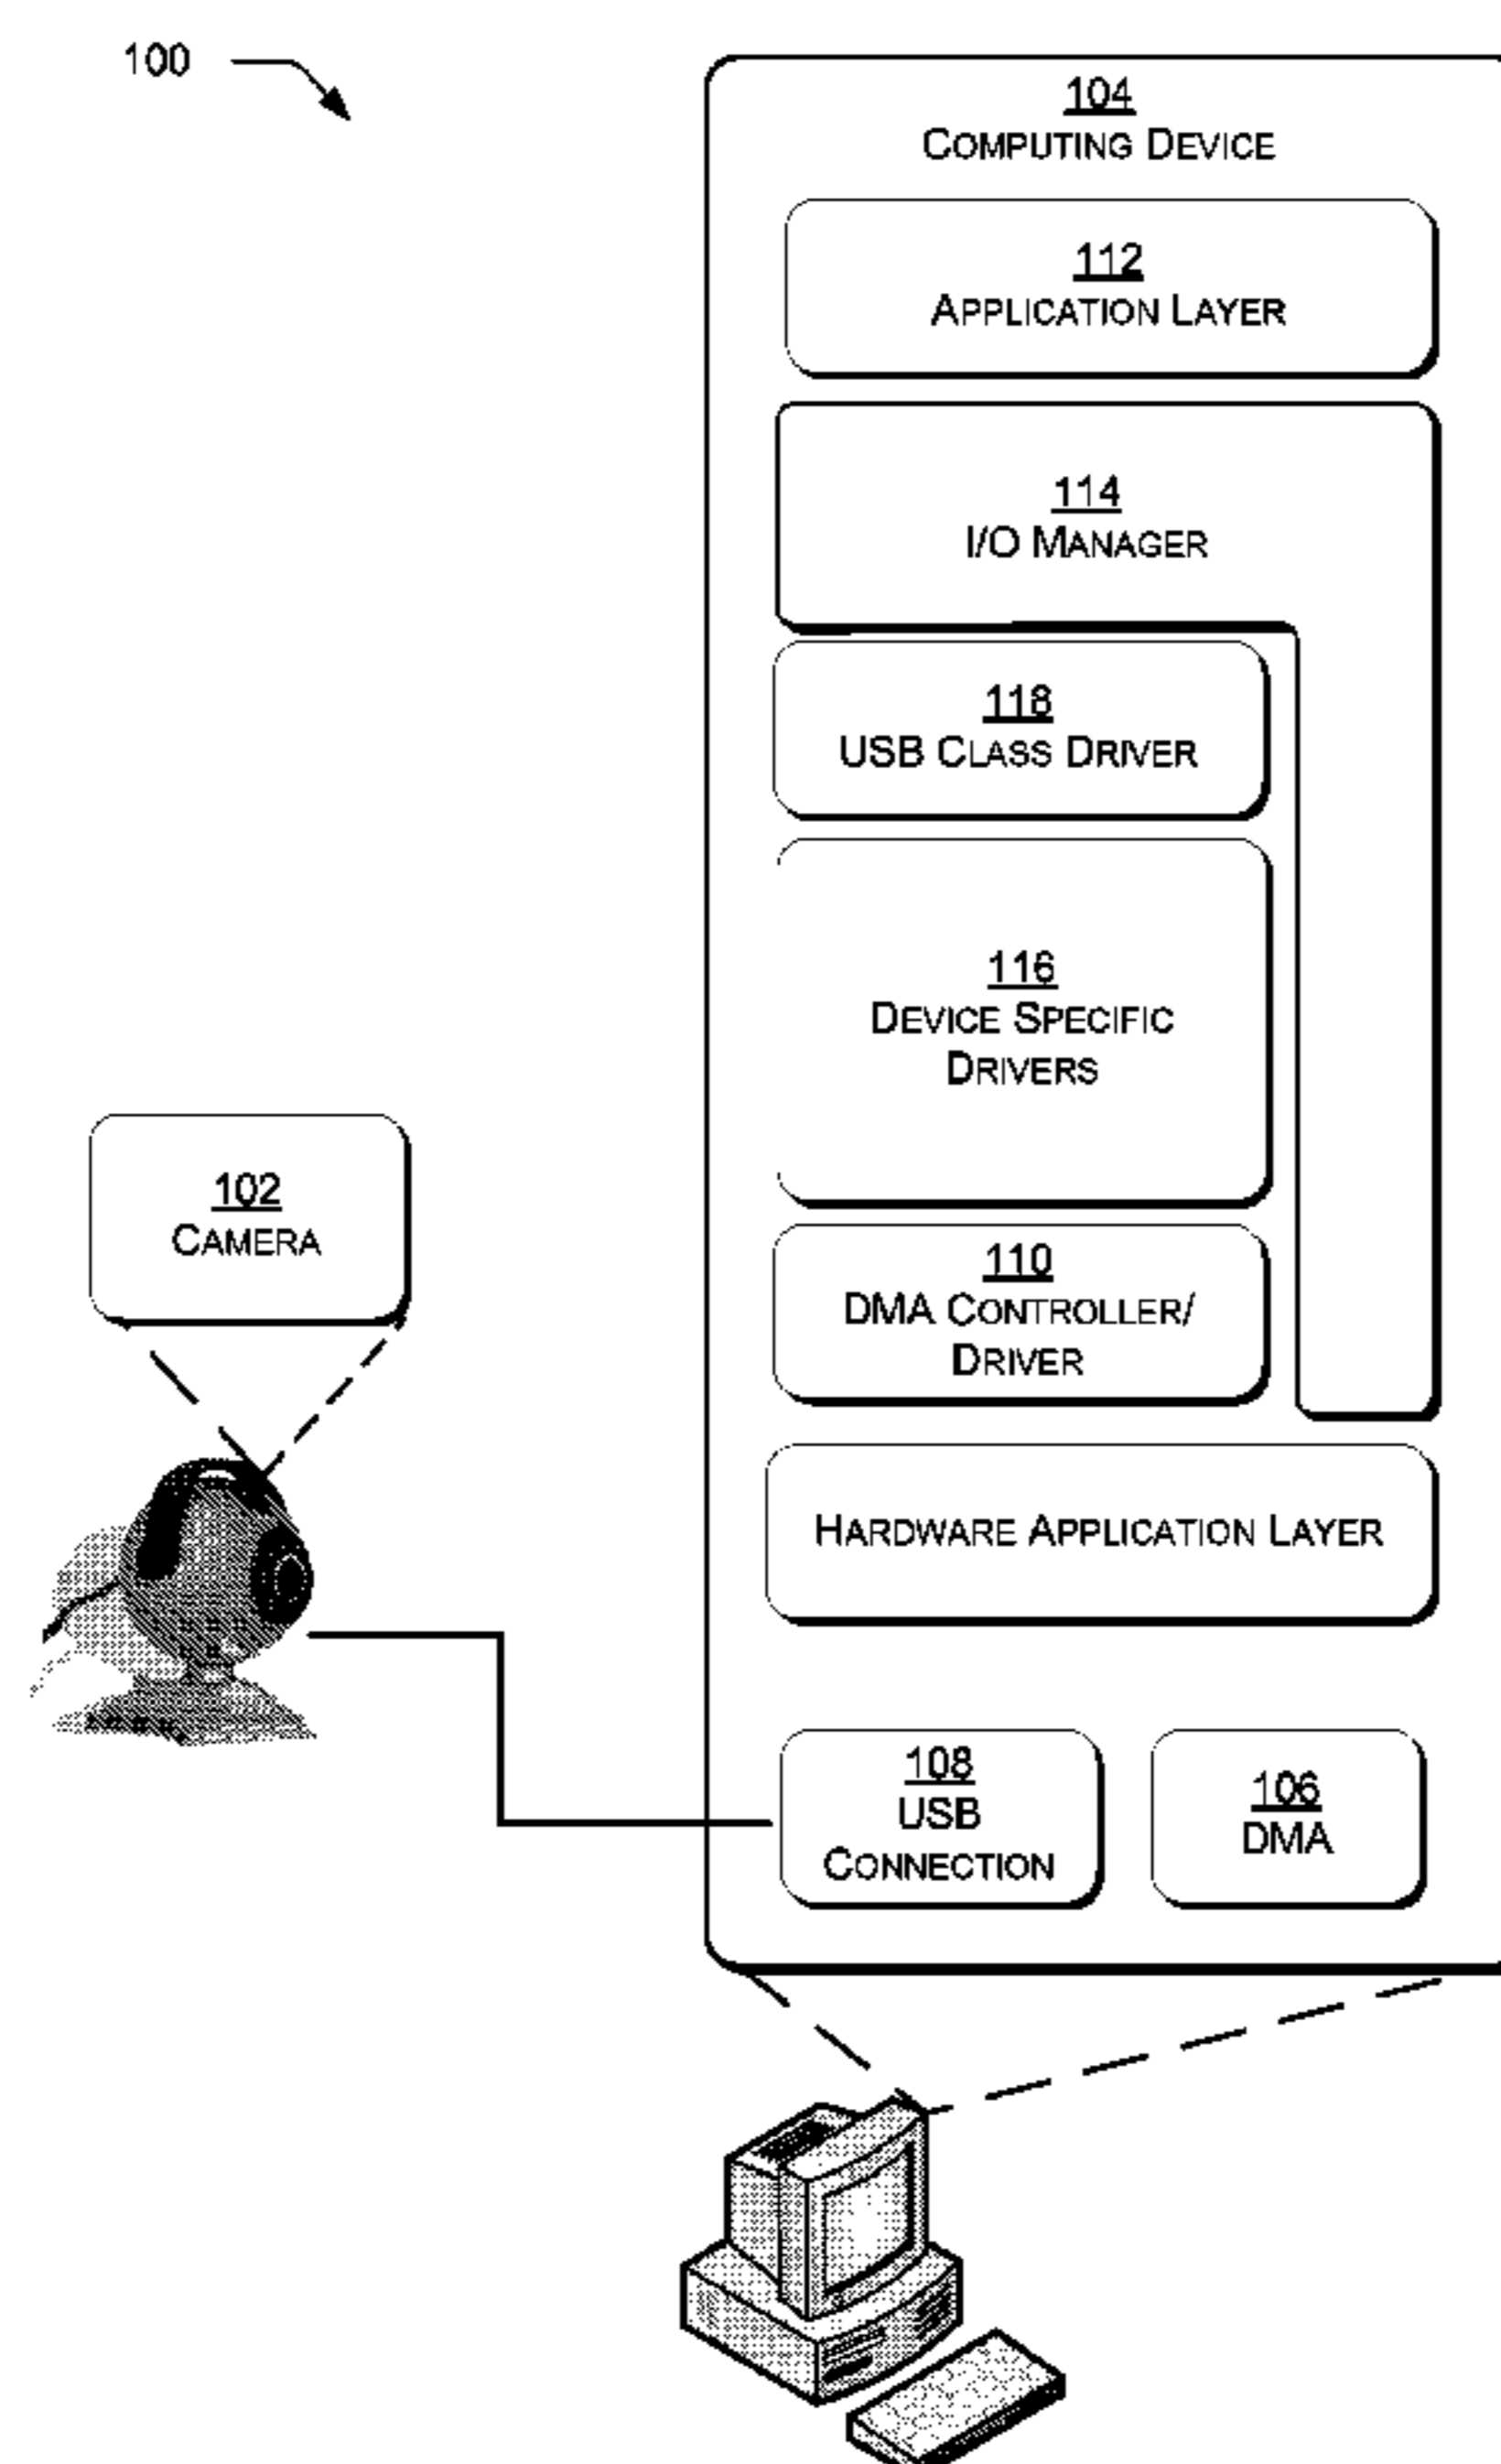 100
104
COMPUTING DEVICE
112
APPLICATION LAYER
114
I/O MANAGER
118
USB CLASS DRIVER
116
DEVICE SPECIFIC
DRIVERS
102
CAMERA
110
DMA CONTROLLER/
DRIVER
HARDWARE APPLICATION LAYER
108
USB
CONNECTION
106
DMA